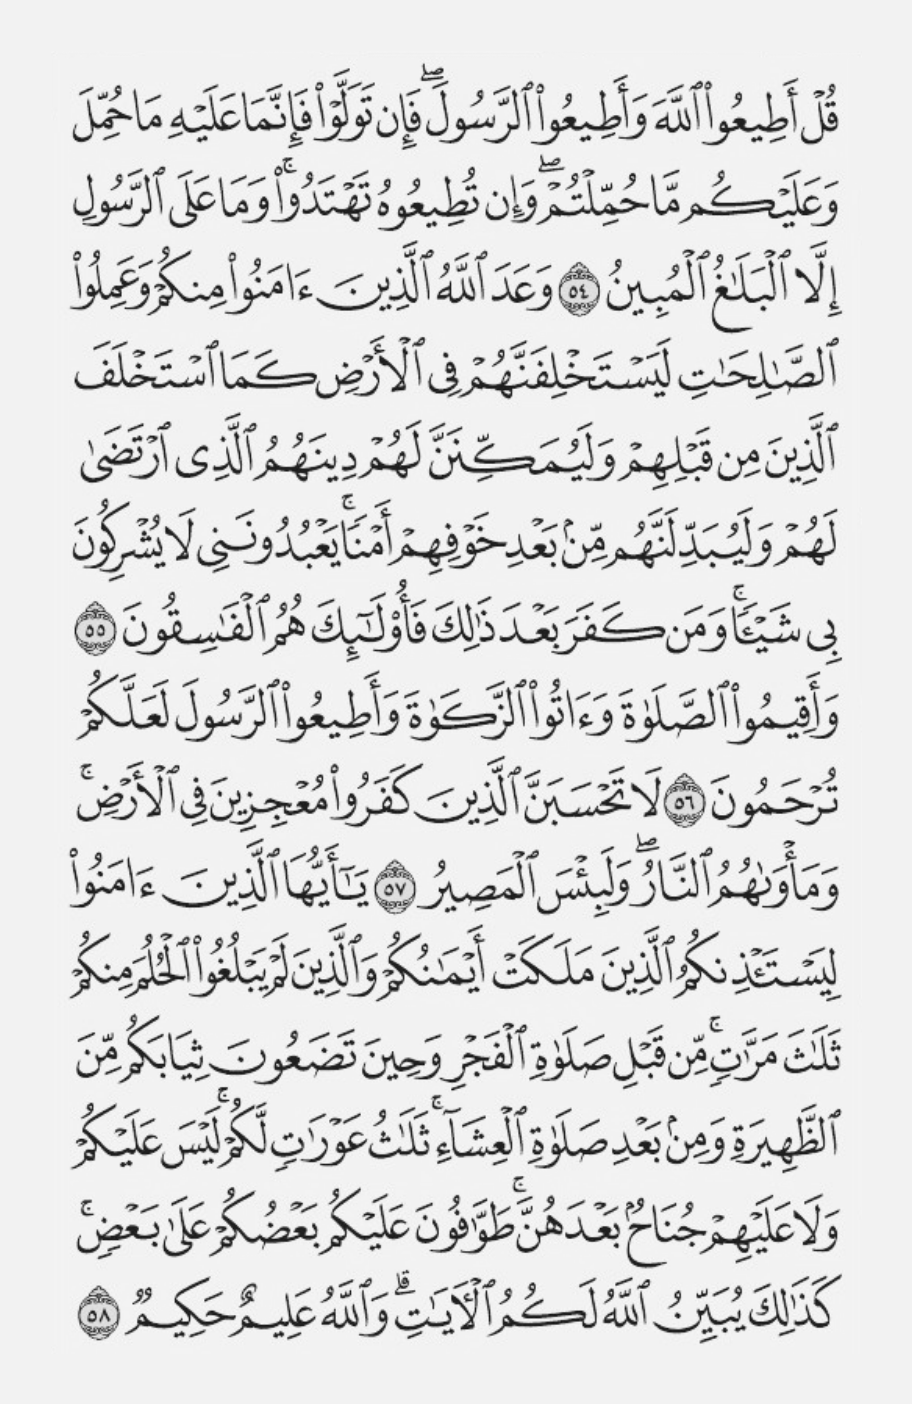 قُلْ أَطِيعُوا۟ ٱللَّهَ وَأَطِيعُوا۟ ٱلرَّسُولَ ۖ فَإِن تَوَلَّوْا۟ فَإِنَّمَا عَلَيْهِ مَا حُمِّلَ
وَعَلَيْكُم مَّا حُمِّلْتُمْ ۖ وَإِن تُطِيعُوهُ تَهْتَدُوا۟ ۚ وَمَا عَلَى ٱلرَّسُولِ
إِلَّا ٱلْبَلَـٰغُ ٱلْمُبِينُ ٥٤ وَعَدَ ٱللَّهُ ٱلَّذِينَ ءَامَنُوا۟ مِنكُمْ وَعَمِلُوا۟
ٱلصَّـٰلِحَـٰتِ لَيَسْتَخْلِفَنَّهُمْ فِى ٱلْأَرْضِ كَمَا ٱسْتَخْلَفَ
ٱلَّذِينَ مِن قَبْلِهِمْ وَلَيُمَكِّنَنَّ لَهُمْ دِينَهُمُ ٱلَّذِى ٱرْتَضَىٰ
لَهُمْ وَلَيُبَدِّلَنَّهُم مِّنۢ بَعْدِ خَوْفِهِمْ أَمْنًا ۚ يَعْبُدُونَنِى لَا يُشْرِكُونَ
بِى شَيْـًٔا ۚ وَمَن كَفَرَ بَعْدَ ذَٰلِكَ فَأُو۟لَـٰٓئِكَ هُمُ ٱلْفَـٰسِقُونَ ٥٥
وَأَقِيمُوا۟ ٱلصَّلَوٰةَ وَءَاتُوا۟ ٱلزَّكَوٰةَ وَأَطِيعُوا۟ ٱلرَّسُولَ لَعَلَّكُمْ
تُرْحَمُونَ ٥٦ لَا تَحْسَبَنَّ ٱلَّذِينَ كَفَرُوا۟ مُعْجِزِينَ فِى ٱلْأَرْضِ ۚ
وَمَأْوَىٰهُمُ ٱلنَّارُ ۖ وَلَبِئْسَ ٱلْمَصِيرُ ٥٧ يَـٰٓأَيُّهَا ٱلَّذِينَ ءَامَنُوا۟
لِيَسْتَـْٔذِنكُمُ ٱلَّذِينَ مَلَكَتْ أَيْمَـٰنُكُمْ وَٱلَّذِينَ لَمْ يَبْلُغُوا۟ ٱلْحُلُمَ مِنكُمْ
ثَلَـٰثَ مَرَّٰتٍ ۚ مِّن قَبْلِ صَلَوٰةِ ٱلْفَجْرِ وَحِينَ تَضَعُونَ ثِيَابَكُم مِّنَ
ٱلظَّهِيرَةِ وَمِنۢ بَعْدِ صَلَوٰةِ ٱلْعِشَآءِ ۚ ثَلَـٰثُ عَوْرَٰتٍ لَّكُمْ ۚ لَيْسَ عَلَيْكُمْ
وَلَا عَلَيْهِمْ جُنَاحٌۢ بَعْدَهُنَّ ۚ طَوَّٰفُونَ عَلَيْكُم بَعْضُكُمْ عَلَىٰ بَعْضٍ ۚ
كَذَٰلِكَ يُبَيِّنُ ٱللَّهُ لَكُمُ ٱلْـَٔايَـٰتِ ۗ وَٱللَّهُ عَلِيمٌ حَكِيمٌ ٥٨